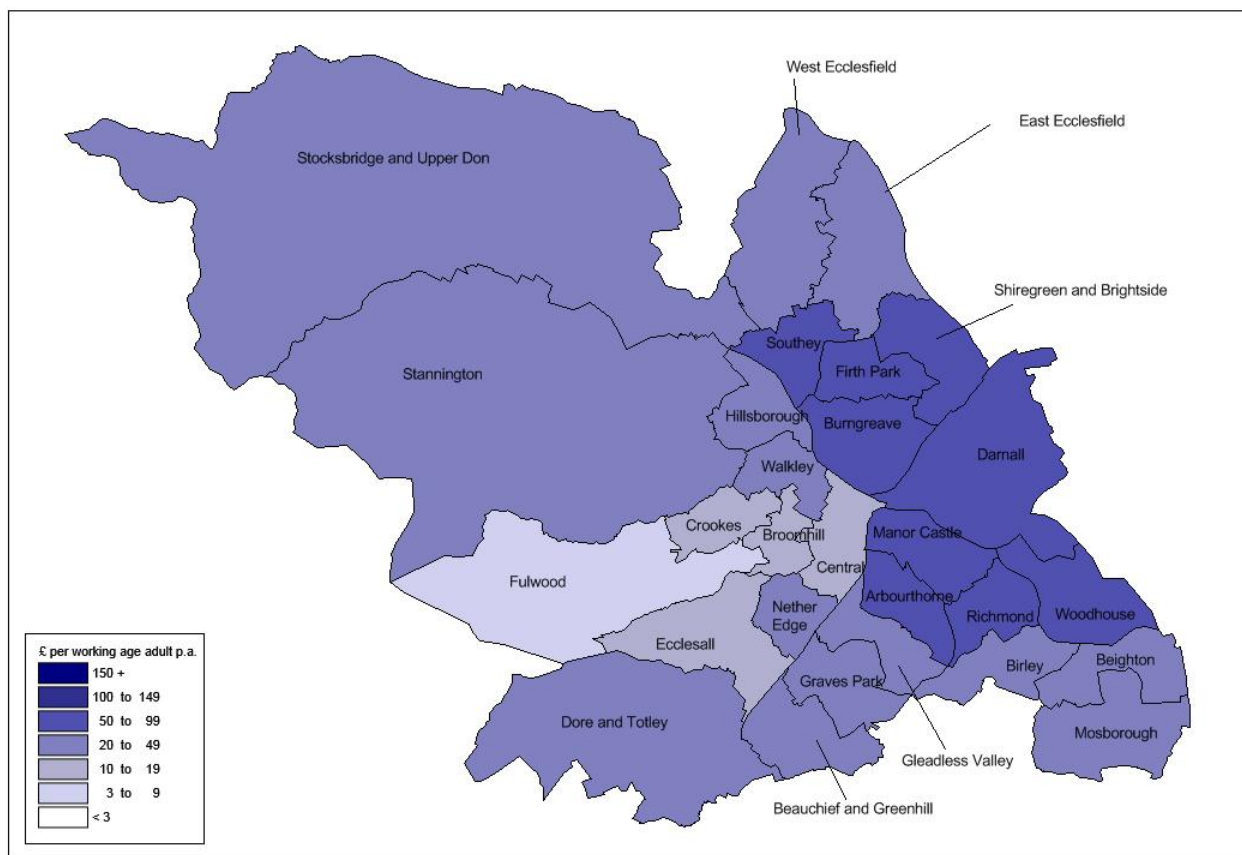 West Ecclesfield
East Ecclesfield
Stocksbridge and Upper Don
Shiregreen and Brightside
Southey
Firth Park
Stannington
Hillsborough
Burngreave
Darnall
Walkley
Crookes
Broomhill
Manor Castle
Central
Fulwood
Arbourthorne
Nether
Edge
Richmond
Woodhouse
Ecclesall
Birley
Beighton
Graves Park
Dore and Totley
Mosborough
Gleadless Valley
Beauchief and Greenhill
£ per working age adult p.a.
150 +
100 to 149
50 to 99
20 to 49
10 to 19
3 to 9
< 3